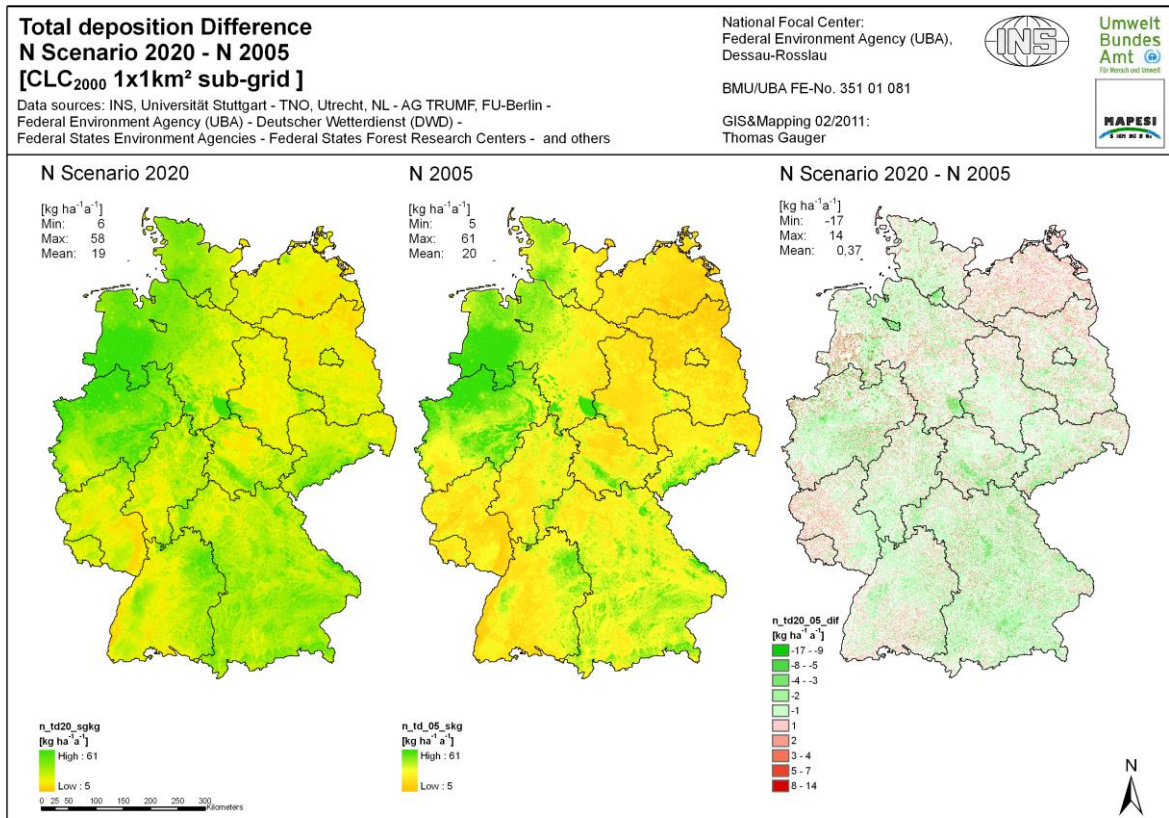 Total deposition Difference
N Scenario 2020 - N 2005
[CLC2000 1x1km² sub-grid ]
Data sources: INS, Universität Stuttgart - TNO, Utrecht, NL - AG TRUMF, FU-Berlin -
Federal Environment Agency (UBA) - Deutscher Wetterdienst (DWD) -
Federal States Environment Agencies - Federal States Forest Research Centers - and others
National Focal Center:
Federal Environment Agency (UBA),
Dessau-Rosslau
BMU/UBA FE-No. 351 01 081
GIS&Mapping 02/2011:
Thomas Gauger
INS
Umwelt
Bundes
Amt
Für Mensch und Umwelt
MAPESI
N Scenario 2020
[kg ha⁻¹a⁻¹]
Min: 6
Max: 58
Mean: 19
N 2005
[kg ha⁻¹a⁻¹]
Min: 5
Max: 61
Mean: 20
N Scenario 2020 - N 2005
[kg ha⁻¹a⁻¹]
Min: -17
Max: 14
Mean: 0,37
n_td20_sgkg
[kg ha⁻¹ a⁻¹]
High : 61
Low : 5
0 25 50 100 150 200 250 300
Kilometers
n_td_05_skg
[kg ha⁻¹ a⁻¹]
High : 61
Low : 5
n_td20_05_dif
[kg ha⁻¹ a⁻¹]
-17 - -9
-8 - -5
-4 - -3
-2
-1
1
2
3 - 4
5 - 7
8 - 14
N